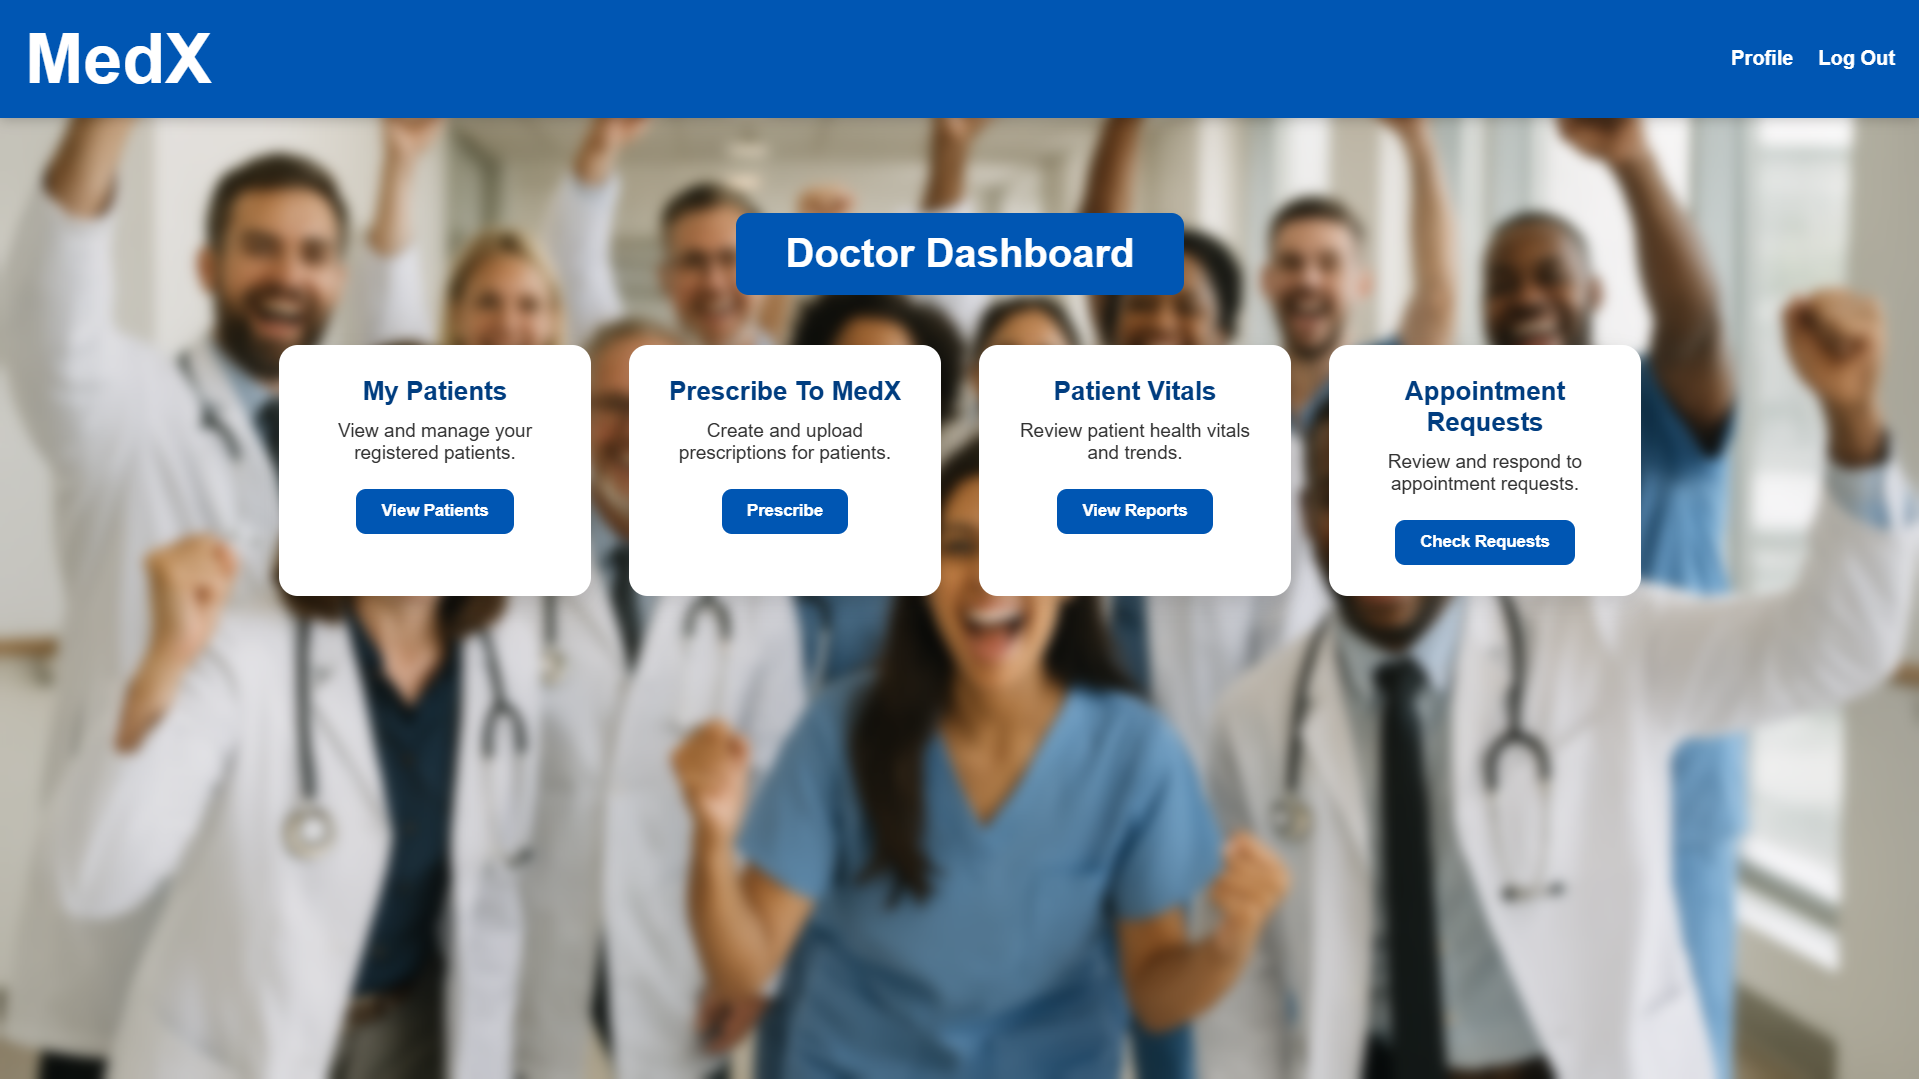 MedX
Profile
Log Out
Doctor Dashboard
My Patients
View and manage your
registered patients.
View Patients
Prescribe To MedX
Create and upload
prescriptions for patients.
Prescribe
Patient Vitals
Review patient health vitals
and trends.
View Reports
Appointment
Requests
Review and respond to
appointment requests.
Check Requests